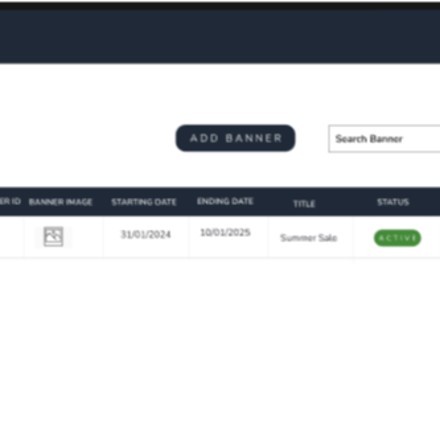 ADD BANNER
Search Banner
ER ID BANNER IMAGE STARTING DATE ENDING DATE TITLE STATUS
31/01/2024 10/01/2025 Summer Sale ACTIVE